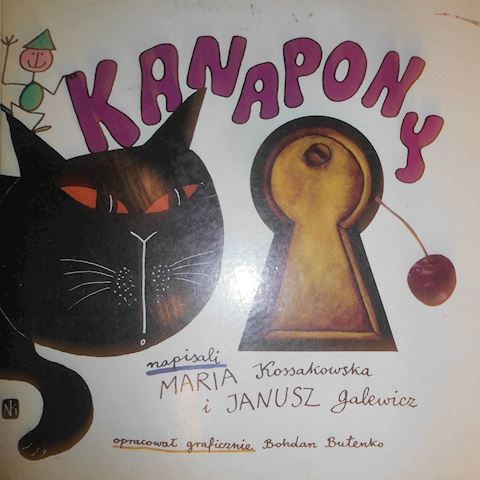 KANAPONY
napisali
MARIA Kossakowska
i JANUSZ Galewicz
opracował graficznie Bohdan Butenko